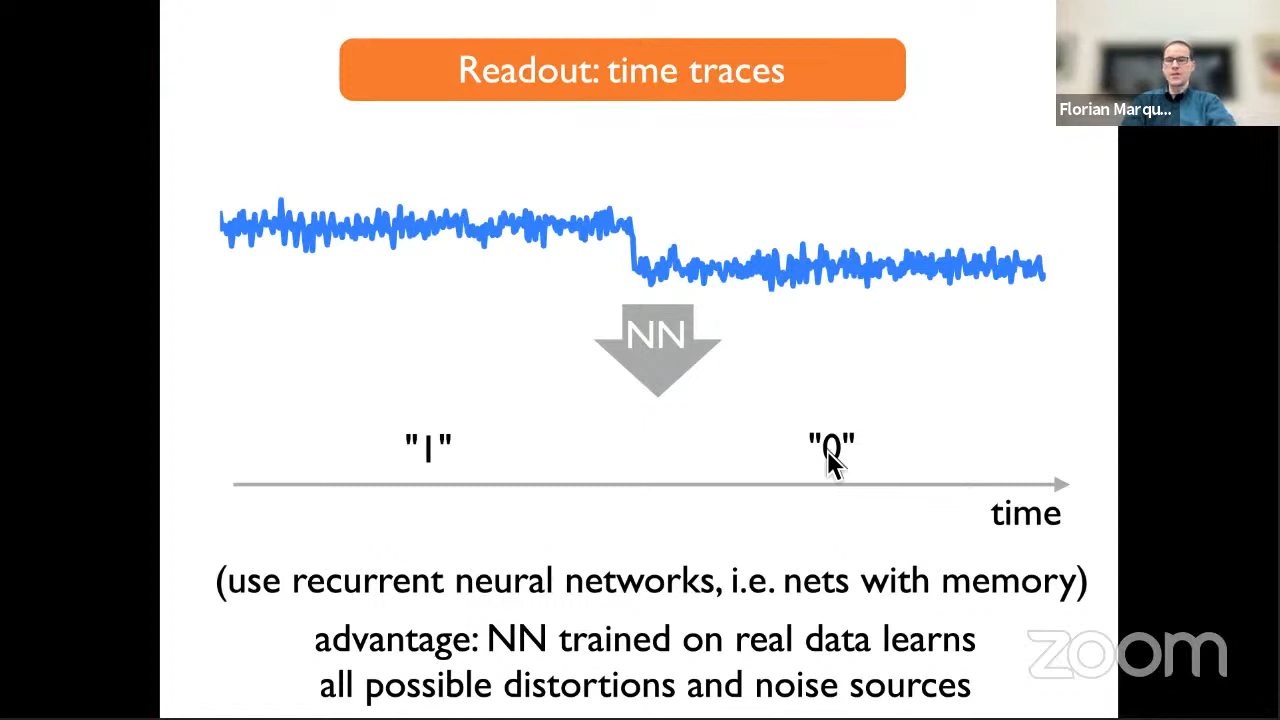 Readout: time traces
Florian Marqu...
NN
"1" "0"
time
(use recurrent neural networks, i.e. nets with memory)
advantage: NN trained on real data learns
all possible distortions and noise sources
zoom